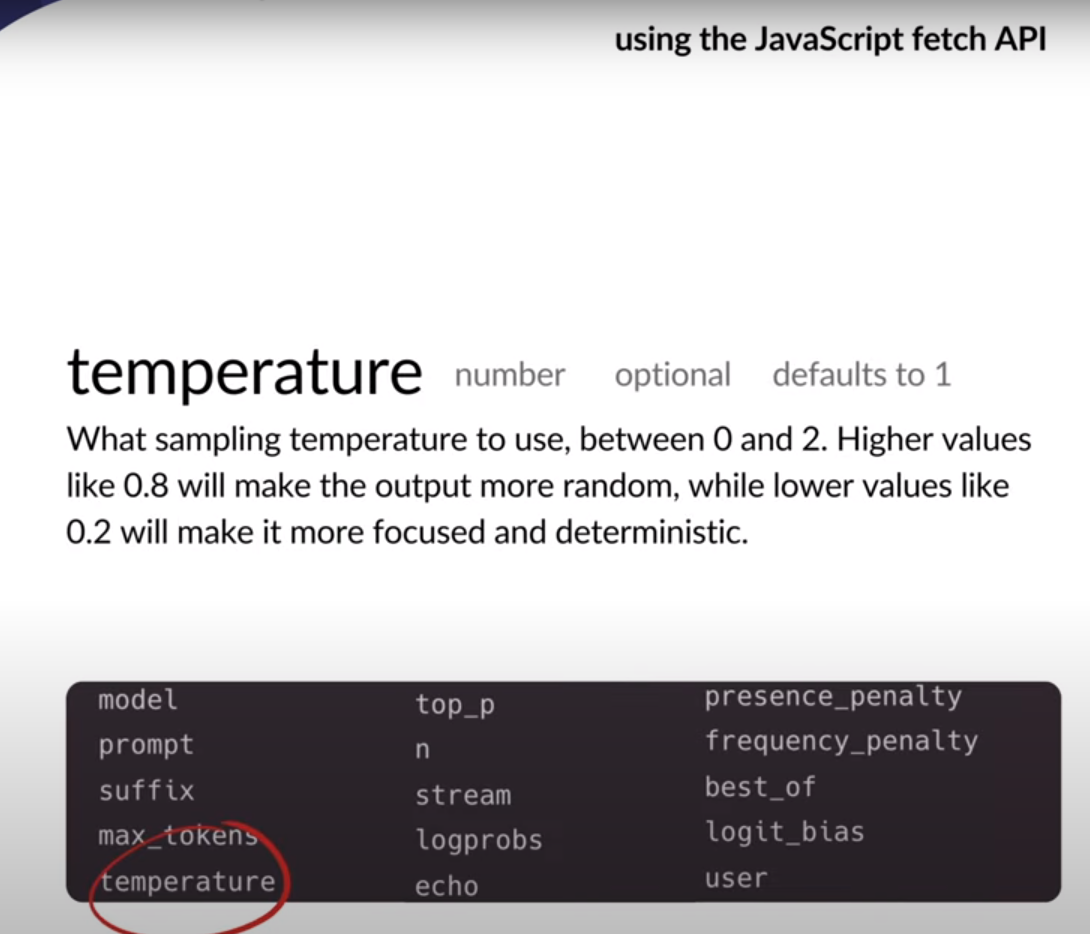 using the JavaScript fetch API
temperature number optional defaults to 1
What sampling temperature to use, between 0 and 2. Higher values
like 0.8 will make the output more random, while lower values like
0.2 will make it more focused and deterministic.
model
prompt
suffix
max_tokens
temperature
top_p
n
stream
logprobs
echo
presence_penalty
frequency_penalty
best_of
logit_bias
user